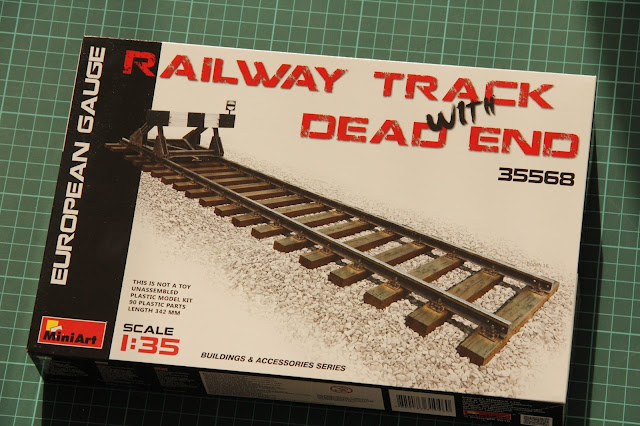 EUROPEAN GAUGE
RAILWAY TRACK
WITH
DEAD END
35568
THIS IS NOT A TOY
UNASSEMBLED
PLASTIC MODEL KIT
90 PLASTIC PARTS
LENGTH 342 MM
SCALE
1:35
MiniArt
BUILDINGS & ACCESSORIES SERIES